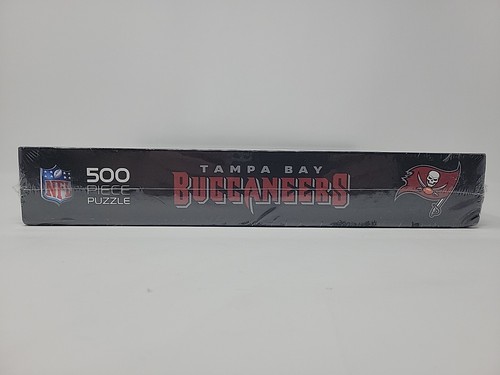 NFL
500
PIECE
PUZZLE
TAMPA BAY
BUCCANEERS